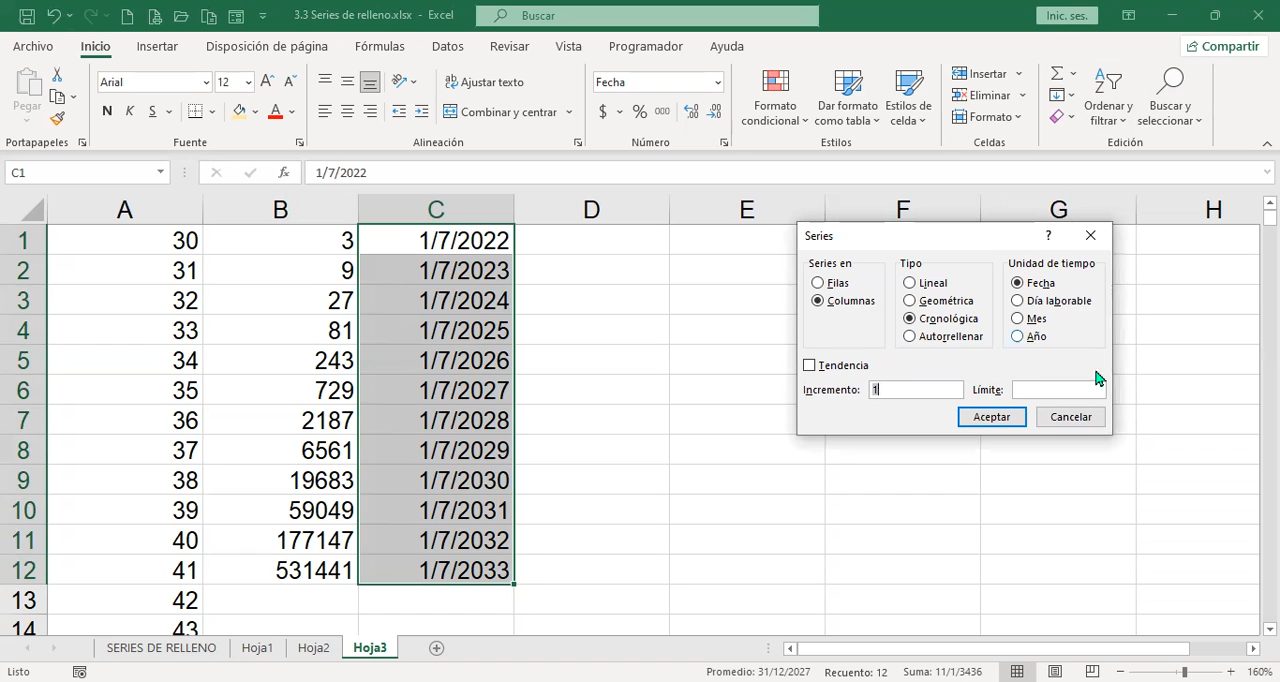 3.3 Series de relleno.xlsx - Excel
Buscar
Inic. ses.
Archivo Inicio Insertar Disposición de página Fórmulas Datos Revisar Vista Programador Ayuda
Compartir
Pegar
Portapapeles
Arial 12
N K S
Fuente
Ajustar texto
Combinar y centrar
Alineación
Fecha
$ % 000
Número
Formato condicional
Dar formato como tabla
Estilos de celda
Estilos
Insertar
Eliminar
Formato
Celdas
Ordenar y filtrar
Buscar y seleccionar
Edición
C1 fx 1/7/2022
A B C D E F G H
1 30 3 1/7/2022
2 31 9 1/7/2023
3 32 27 1/7/2024
4 33 81 1/7/2025
5 34 243 1/7/2026
6 35 729 1/7/2027
7 36 2187 1/7/2028
8 37 6561 1/7/2029
9 38 19683 1/7/2030
10 39 59049 1/7/2031
11 40 177147 1/7/2032
12 41 531441 1/7/2033
13 42
14 43
Series ?
Series en
Filas
Columnas
Tipo
Lineal
Geométrica
Cronológica
Autorrellenar
Unidad de tiempo
Fecha
Día laborable
Mes
Año
Tendencia
Incremento: 1 Límite:
Aceptar Cancelar
SERIES DE RELLENO Hoja1 Hoja2 Hoja3
Listo Promedio: 31/12/2027 Recuento: 12 Suma: 11/1/3436 160%